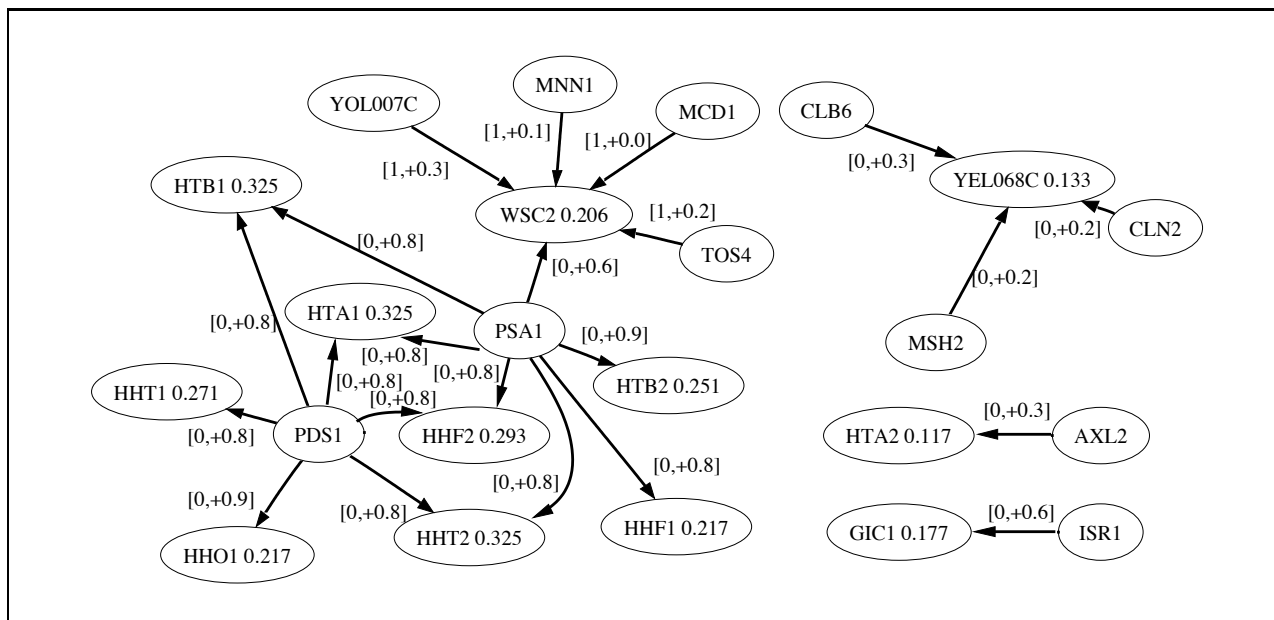 MNN1
YOL007C
MCD1
CLB6
[1,+0.1]
[1,+0.0]
[1,+0.3]
[0,+0.3]
HTB1 0.325
YEL068C 0.133
WSC2 0.206
[1,+0.2]
CLN2
[0,+0.2]
[0,+0.8]
TOS4
[0,+0.6]
[0,+0.2]
HTA1 0.325
[0,+0.8]
PSA1
[0,+0.9]
MSH2
[0,+0.8]
[0,+0.8]
[0,+0.8]
HTB2 0.251
HHT1 0.271
[0,+0.8]
[0,+0.3]
[0,+0.8]
PDS1
HHF2 0.293
HTA2 0.117
AXL2
[0,+0.8]
[0,+0.9]
[0,+0.8]
[0,+0.8]
[0,+0.6]
HHO1 0.217
HHT2 0.325
HHF1 0.217
GIC1 0.177
ISR1